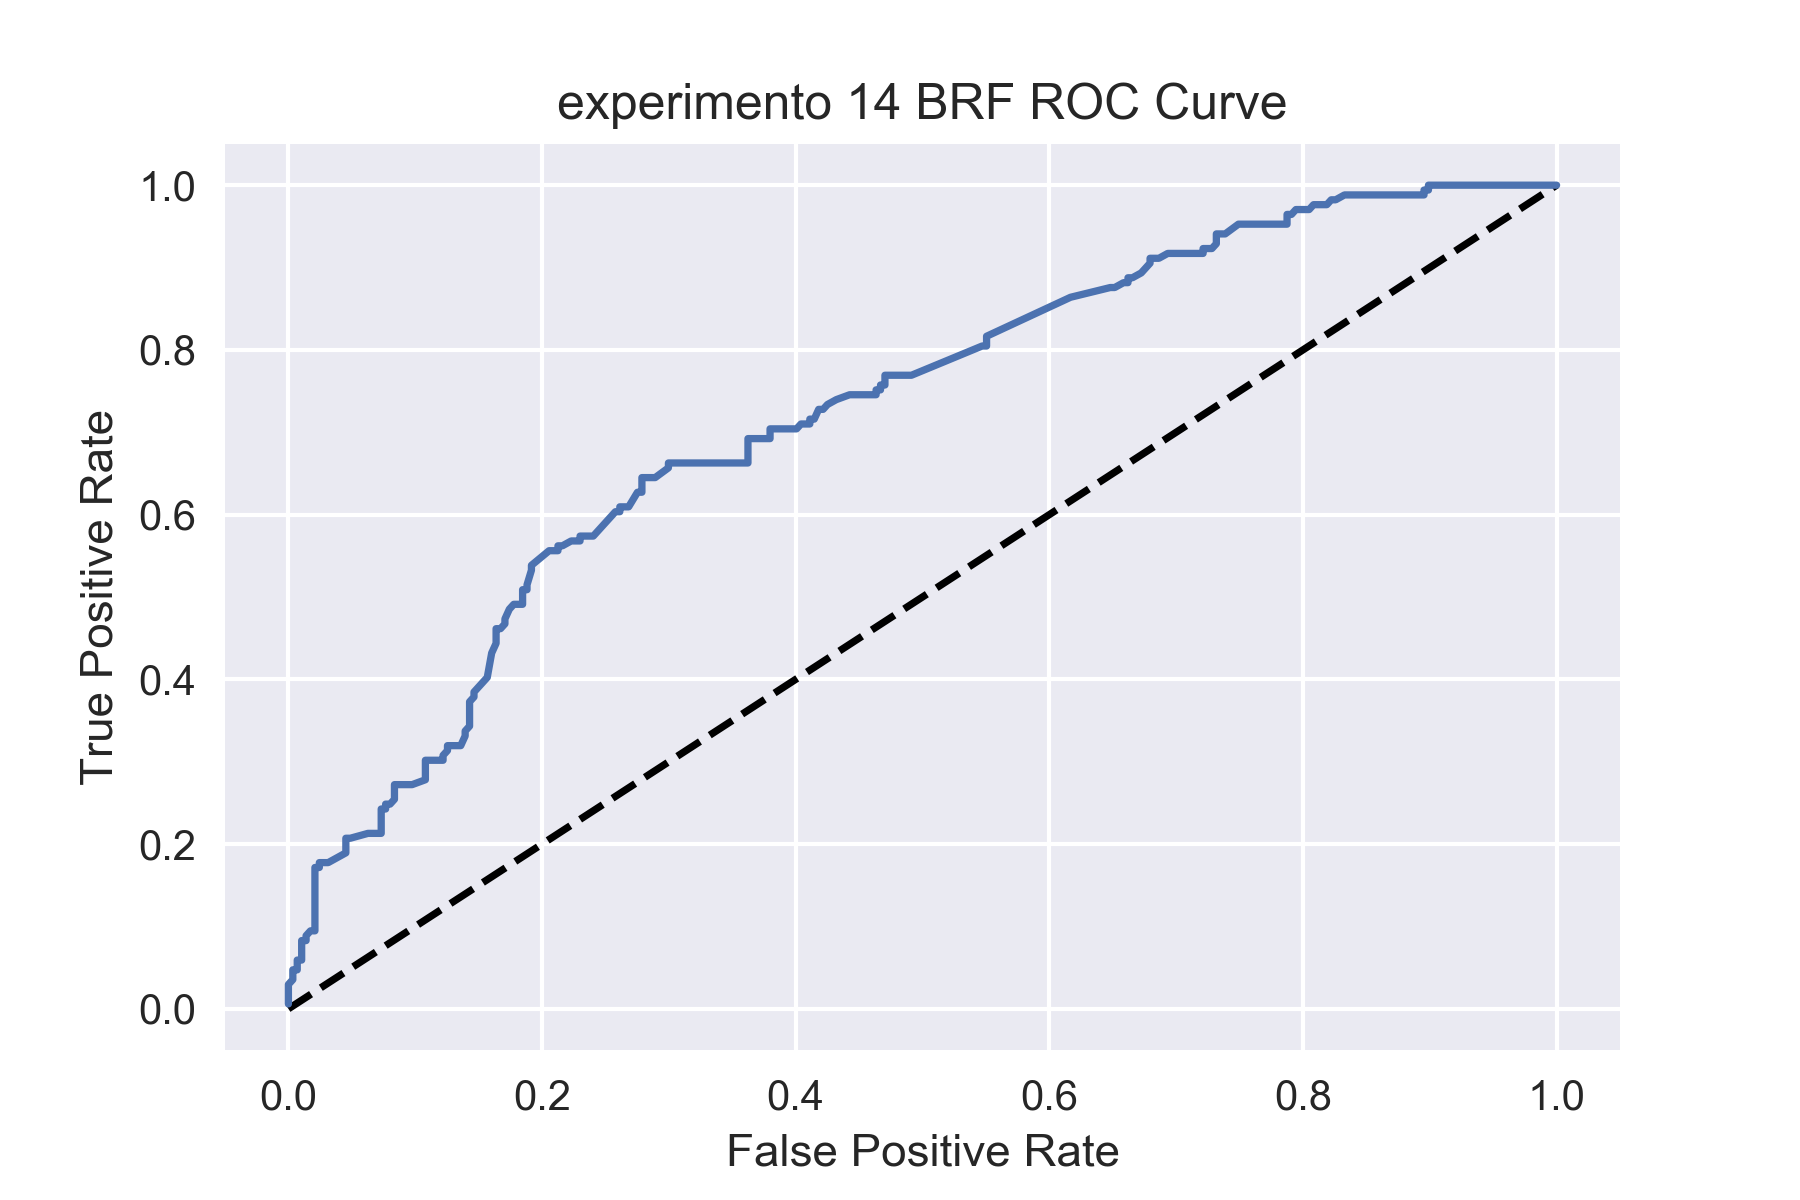 experimento 14 BRF ROC Curve
True Positive Rate
1.0
0.8
0.6
0.4
0.2
0.0
0.0 0.2 0.4 0.6 0.8 1.0
False Positive Rate